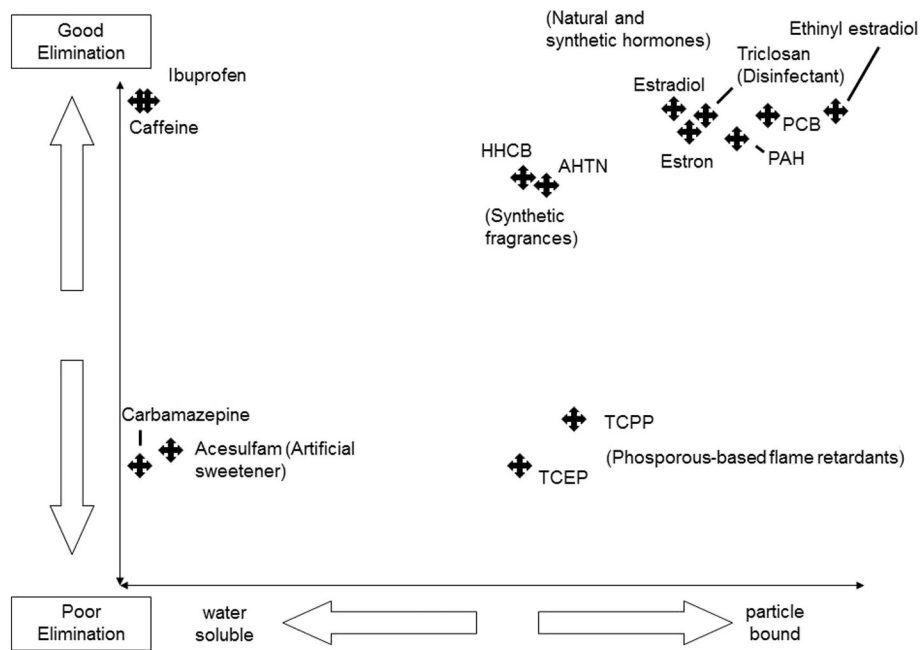 Good
Elimination
(Natural and
synthetic hormones)
Ethinyl estradiol
Ibuprofen
Caffeine
Estradiol
Triclosan
(Disinfectant)
PCB
Estron
PAH
HHCB
AHTN
(Synthetic
fragrances)
Carbamazepine
Acesulfam (Artificial
sweetener)
TCPP
(Phosporous-based flame retardants)
TCEP
Poor
Elimination
water
soluble
particle
bound